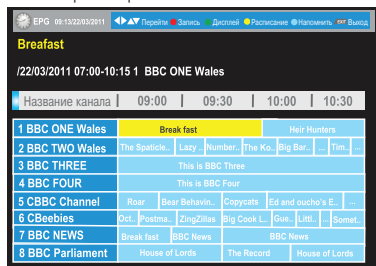 EPG 09:13/22/03/2011 Перейти Запись Дисплей Расписание Напомнить EXIT Выход
Breafast
/22/03/2011 07:00-10:15 1 BBC ONE Wales
Название канала | 09:00 | 09:30 | 10:00 | 10:30
1 BBC ONE Wales Break fast Heir Hunters
2 BBC TWO Wales The Spaticle.. Lazy .. Number.. The Ko.. Big Bar.. ... Tim.. ...
3 BBC THREE This is BBC Three
4 BBC FOUR This is BBC Four
5 CBBC Channel Roar Bear Behavin.. Copycats Ed and oucho's E.. ...
6 CBeebies Oct.. Postma.. ZingZillas Big Cook L.. Gue.. Littl.. ... Somet..
7 BBC NEWS Break fast BBC News BBC News
8 BBC Parliament House of Lords The Record House of Lords